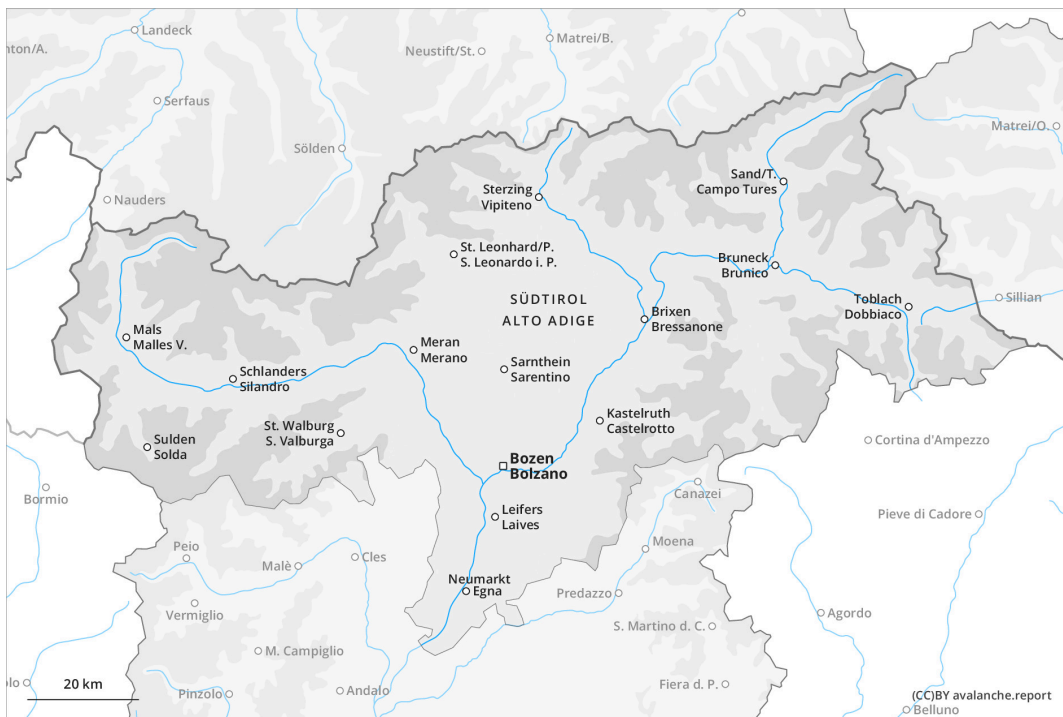 Landeck
nton/A.
Matrei/B.
Neustift/St.
Serfaus
Matrei/O.
Sölden
Sand/T.
Campo Tures
Sterzing
Vipiteno
Nauders
St. Leonhard/P.
S. Leonardo i. P.
Bruneck
Brunico
SÜDTIROL
ALTO ADIGE
Toblach
Dobbiaco
Sillian
Brixen
Bressanone
Mals
Malles V.
Meran
Merano
Sarnthein
Sarentino
Schlanders
Silandro
Kastelruth
Castelrotto
St. Walburg
S. Valburga
Sulden
Solda
Cortina d'Ampezzo
Bozen
Bolzano
Bormio
Canazei
Leifers
Laives
Pieve di Cadore
Moena
Peio
Cles
Malè
Neumarkt
Egna
Predazzo
Vermiglio
Agordo
S. Martino d. C.
M. Campiglio
olo
20 km
Pinzolo
Andalo
Fiera d. P.
(CC)BY avalanche.report
Belluno